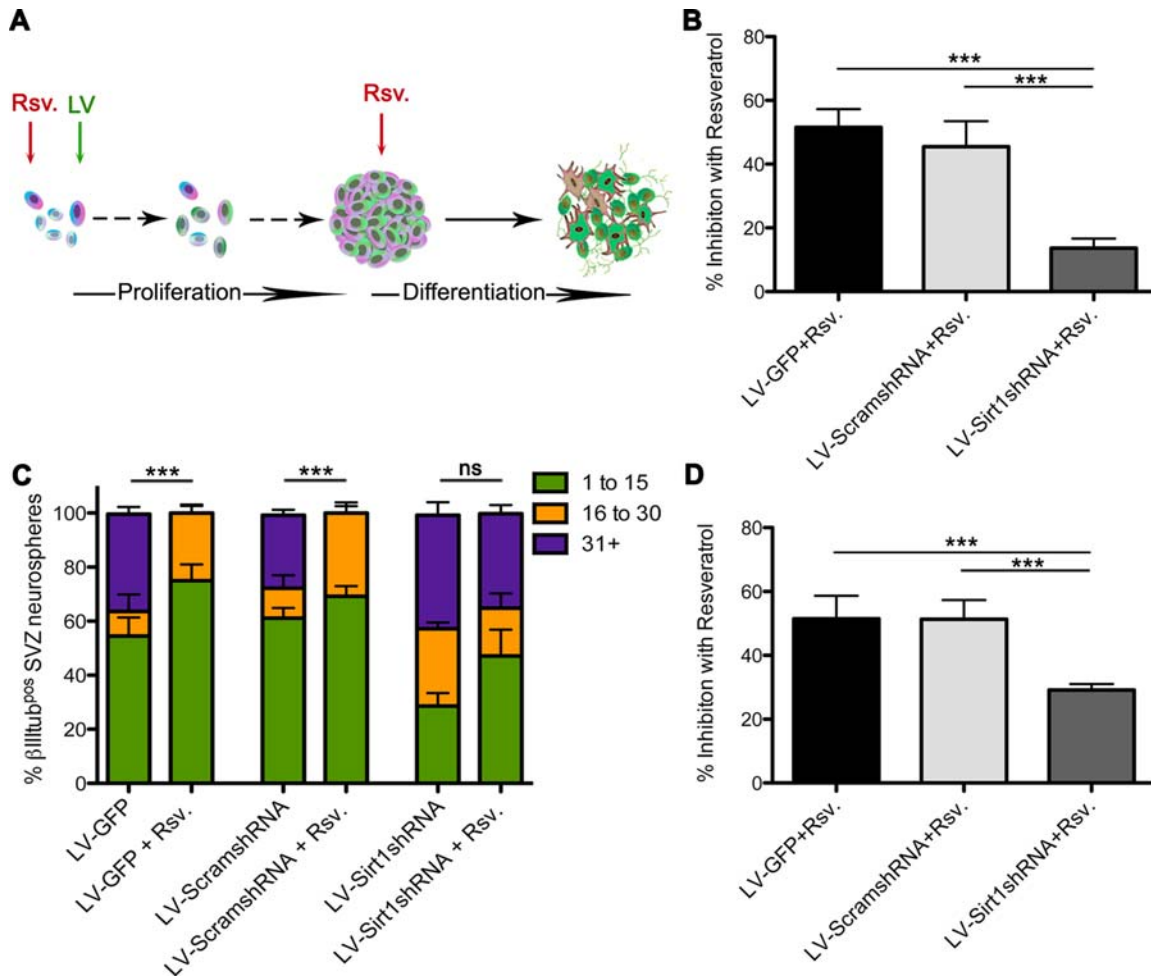 A
Rsv.
LV
Rsv.
Proliferation
Differentiation
B
% Inhibiton with Resveratrol
80
60
40
20
0
***
***
LV-GFP+Rsv.
LV-ScramshRNA+Rsv.
LV-Sirt1shRNA+Rsv.
C
% βIIItubpos SVZ neurospheres
100
80
60
40
20
0
***
***
ns
1 to 15
16 to 30
31+
LV-GFP
LV-GFP + Rsv.
LV-ScramshRNA
LV-ScramshRNA + Rsv.
LV-Sirt1shRNA
LV-Sirt1shRNA + Rsv.
D
% Inhibiton with Resveratrol
80
60
40
20
0
***
***
LV-GFP+Rsv.
LV-ScramshRNA+Rsv.
LV-Sirt1shRNA+Rsv.